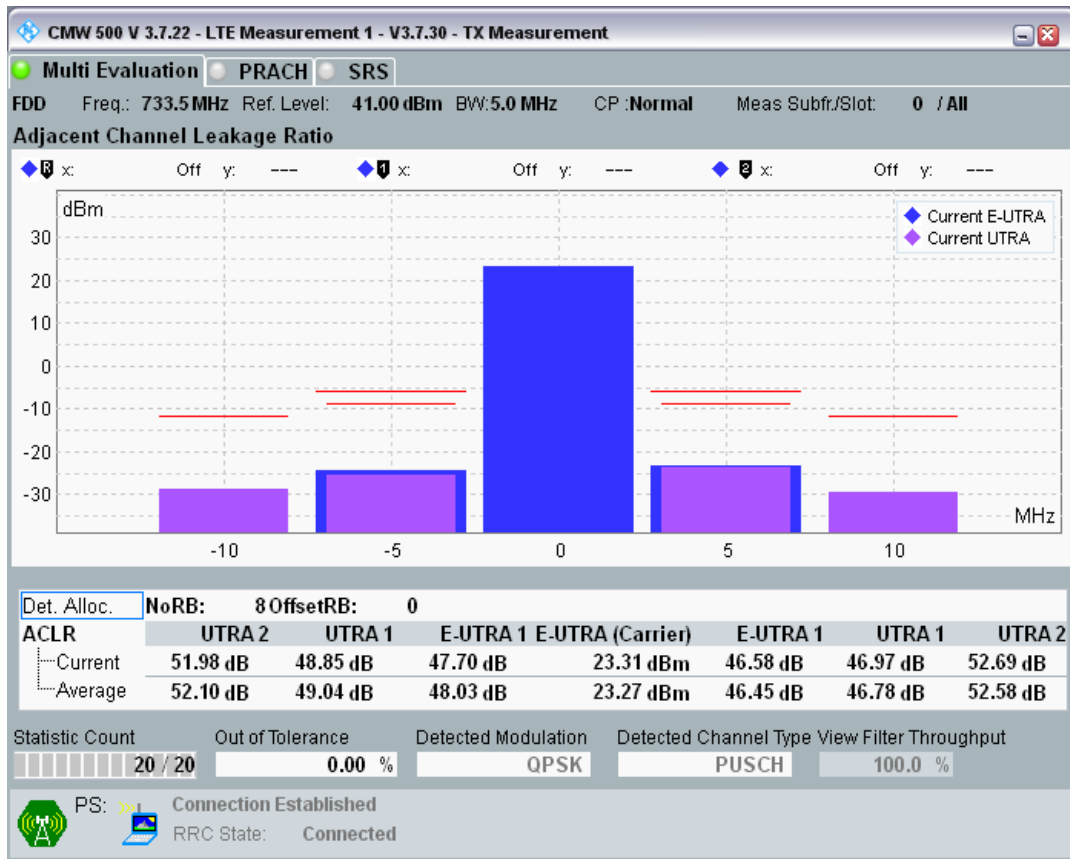 CMW 500 V 3.7.22 - LTE Measurement 1 - V3.7.30 - TX Measurement
Multi Evaluation PRACH SRS
FDD Freq.: 733.5 MHz Ref. Level: 41.00 dBm BW:5.0 MHz CP :Normal Meas Subfr./Slot: 0 / All
Adjacent Channel Leakage Ratio
R x: Off y: --- 1 x: Off y: --- 2 x: Off y: ---
dBm
Current E-UTRA
Current UTRA
30
20
10
0
-10
-20
-30
MHz
-10 -5 0 5 10
Det. Alloc. NoRB: 8 OffsetRB: 0
ACLR UTRA 2 UTRA 1 E-UTRA 1 E-UTRA (Carrier) E-UTRA 1 UTRA 1 UTRA 2
Current 51.98 dB 48.85 dB 47.70 dB 23.31 dBm 46.58 dB 46.97 dB 52.69 dB
Average 52.10 dB 49.04 dB 48.03 dB 23.27 dBm 46.45 dB 46.78 dB 52.58 dB
Statistic Count Out of Tolerance Detected Modulation Detected Channel Type View Filter Throughput
20 / 20 0.00 % QPSK PUSCH 100.0 %
PS: Connection Established
RRC State: Connected